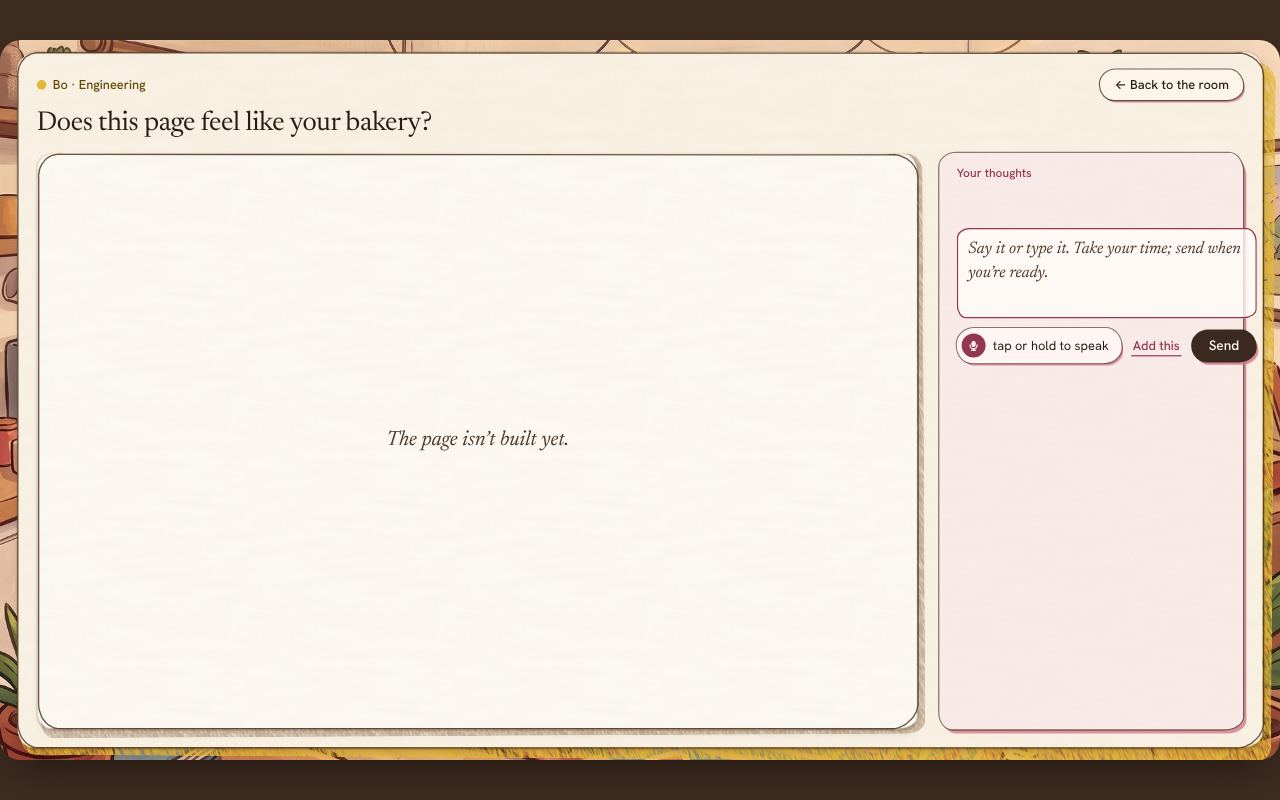 Bo · Engineering
← Back to the room
Does this page feel like your bakery?
The page isn’t built yet.
Your thoughts
Say it or type it. Take your time; send when
you’re ready.
tap or hold to speak
Add this
Send